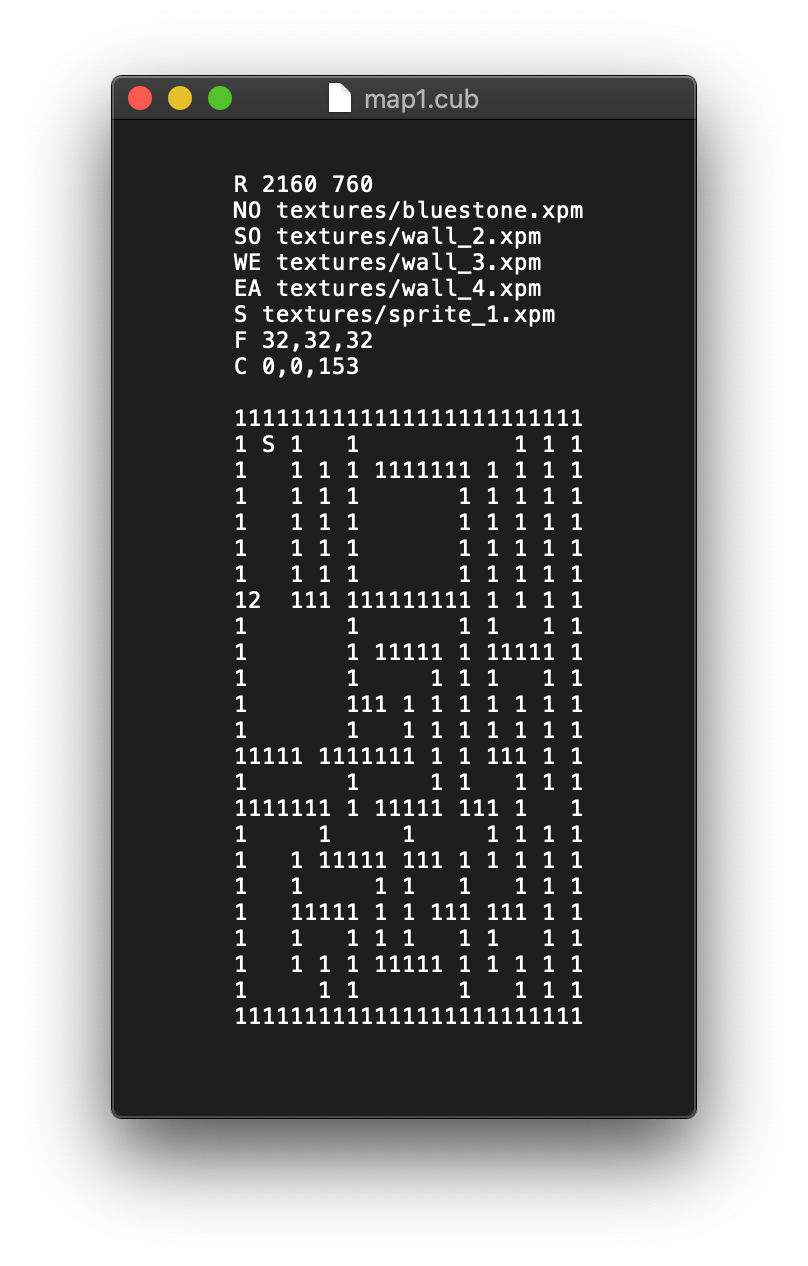 map1.cub
R 2160 760
NO textures/bluestone.xpm
SO textures/wall_2.xpm
WE textures/wall_3.xpm
EA textures/wall_4.xpm
S textures/sprite_1.xpm
F 32,32,32
C 0,0,153
1111111111111111111111111
1 S 1   1           1 1 1
1   1 1 1 1111111 1 1 1 1
1   1 1 1       1 1 1 1 1
1   1 1 1       1 1 1 1 1
1   1 1 1       1 1 1 1 1
1   1 1 1       1 1 1 1 1
12  111 111111111 1 1 1 1
1       1       1 1   1 1
1       1 11111 1 11111 1
1       1     1 1 1   1 1
1       111 1 1 1 1 1 1 1
1       1   1 1 1 1 1 1 1
11111 1111111 1 1 111 1 1
1       1     1 1   1 1 1
1111111 1 11111 111 1   1
1     1     1     1 1 1 1
1   1 11111 111 1 1 1 1 1
1   1     1 1   1   1 1 1
1   11111 1 1 111 111 1 1
1   1   1 1 1   1 1   1 1
1   1 1 1 11111 1 1 1 1 1
1     1 1       1   1 1 1
1111111111111111111111111